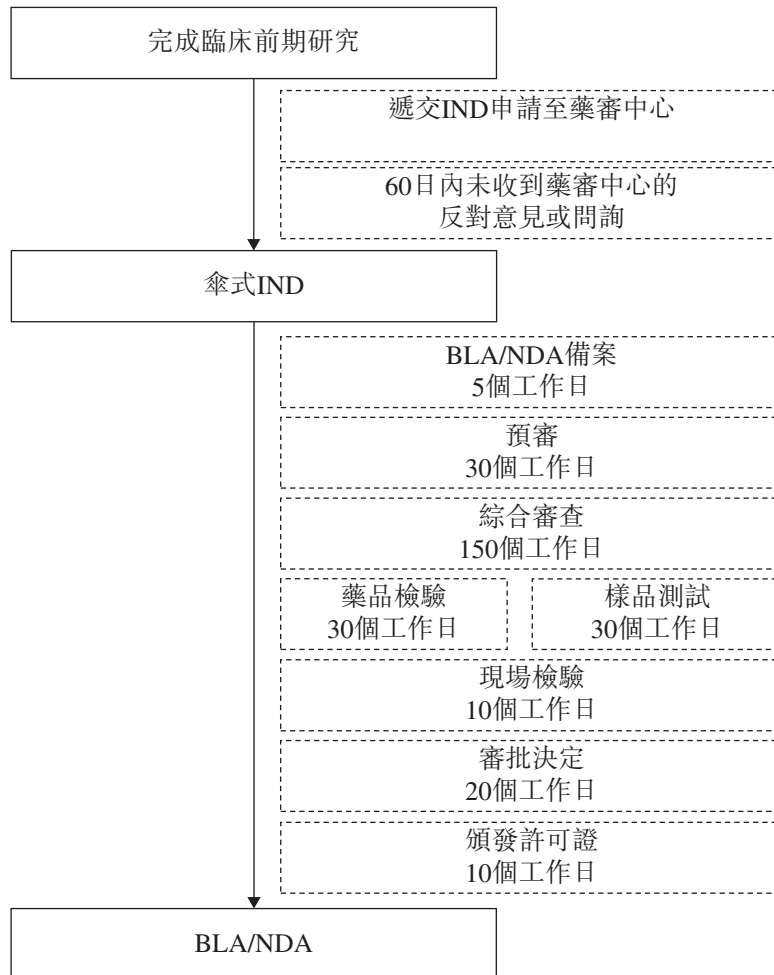 完成臨床前期研究
遞交IND申請至藥審中心
60日內未收到藥審中心的
反對意見或問詢
傘式IND
BLA/NDA備案
5個工作日
預審
30個工作日
綜合審查
150個工作日
藥品檢驗
30個工作日
樣品測試
30個工作日
現場檢驗
10個工作日
審批決定
20個工作日
頒發許可證
10個工作日
BLA/NDA